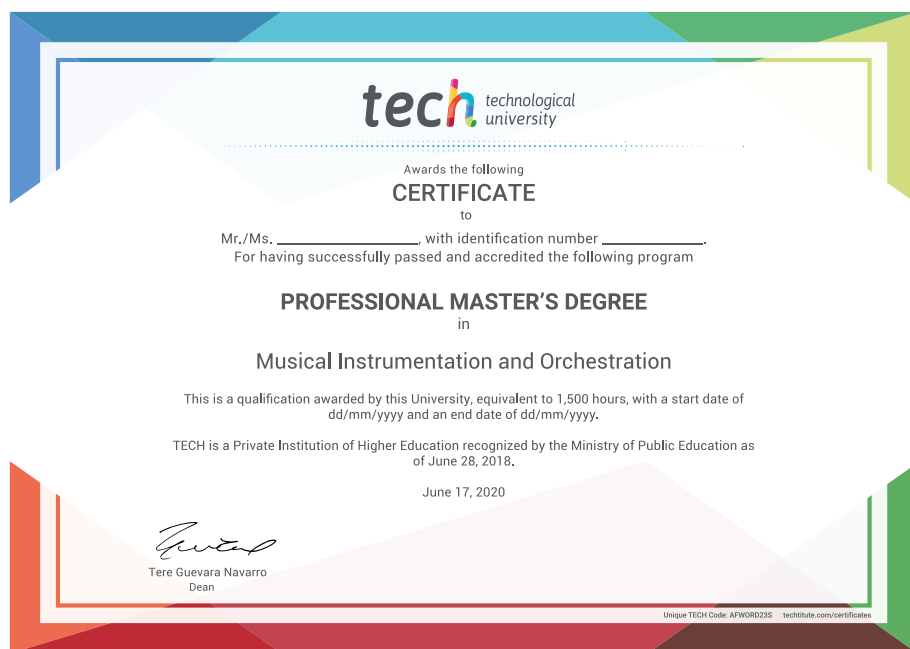 tech technological
university
Awards the following
CERTIFICATE
to
Mr./Ms. ____________________, with identification number ______________.
For having successfully passed and accredited the following program
PROFESSIONAL MASTER'S DEGREE
in
Musical Instrumentation and Orchestration
This is a qualification awarded by this University, equivalent to 1,500 hours, with a start date of
dd/mm/yyyy and an end date of dd/mm/yyyy.
TECH is a Private Institution of Higher Education recognized by the Ministry of Public Education as
of June 28, 2018.
June 17, 2020
Tere Guevara Navarro
Dean
Unique TECH Code: AFWORD23S techtitute.com/certificates